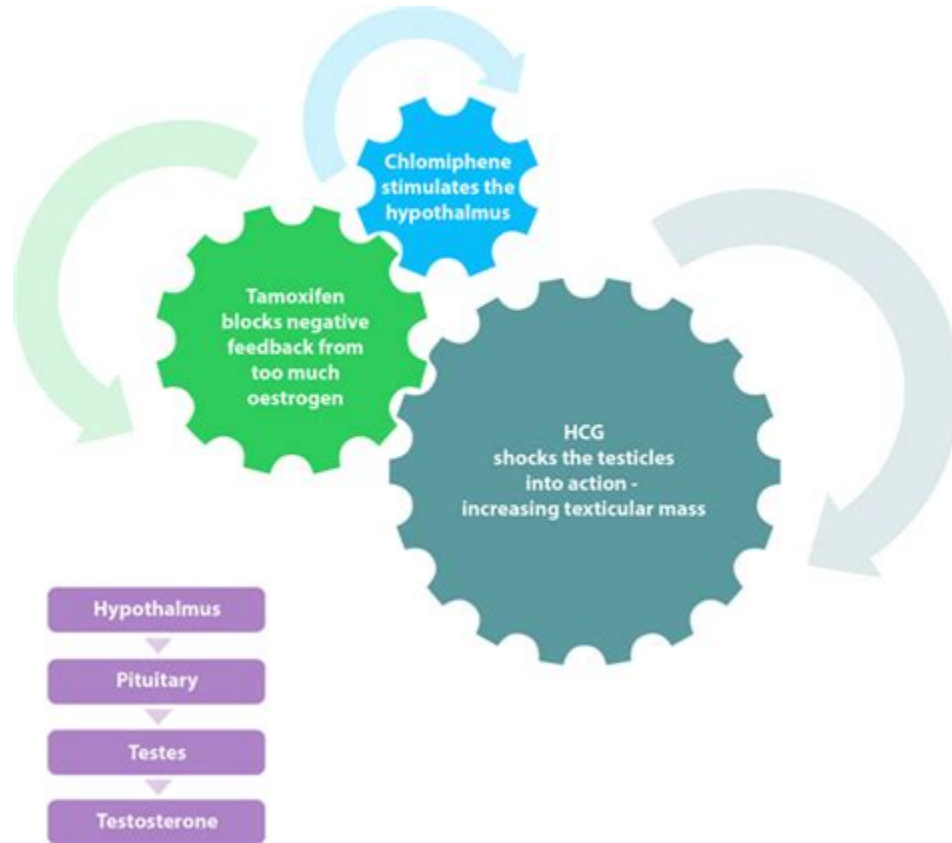 Chlomiphene
stimulates the
hypothalmus
Tamoxifen
blocks negative
feedback from
too much
oestrogen
HCG
shocks the testicles
into action -
increasing texticular mass
Hypothalmus
Pituitary
Testes
Testosterone